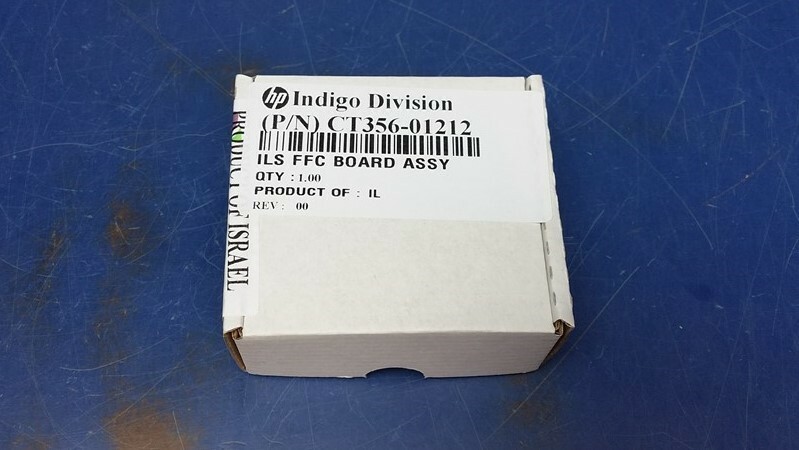 hp Indigo Division
(P/N) CT356-01212
ILS FFC BOARD ASSY
QTY : 1.00
PRODUCT OF : IL
REV : 00
PRODUCT OF ISRAEL